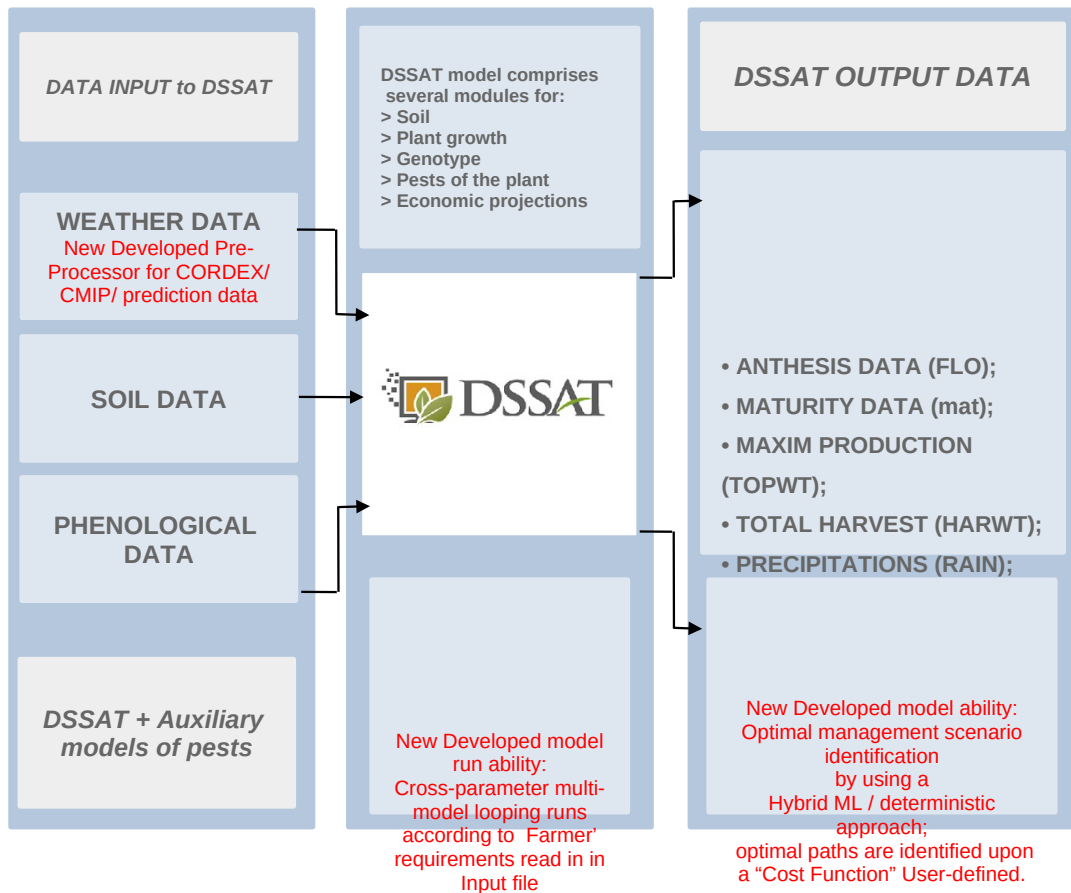 DATA INPUT to DSSAT
WEATHER DATA
New Developed Pre-
Processor for CORDEX/
CMIP/ prediction data
SOIL DATA
PHENOLOGICAL
DATA
DSSAT + Auxiliary
models of pests
DSSAT model comprises
several modules for:
> Soil
> Plant growth
> Genotype
> Pests of the plant
> Economic projections
DSSAT
New Developed model
run ability:
Cross-parameter multi-
model looping runs
according to Farmer'
requirements read in in
Input file
DSSAT OUTPUT DATA
• ANTHESIS DATA (FLO);
• MATURITY DATA (mat);
• MAXIM PRODUCTION
(TOPWT);
• TOTAL HARVEST (HARWT);
• PRECIPITATIONS (RAIN);
New Developed model ability:
Optimal management scenario
identification
by using a
Hybrid ML / deterministic
approach;
optimal paths are identified upon
a “Cost Function” User-defined.